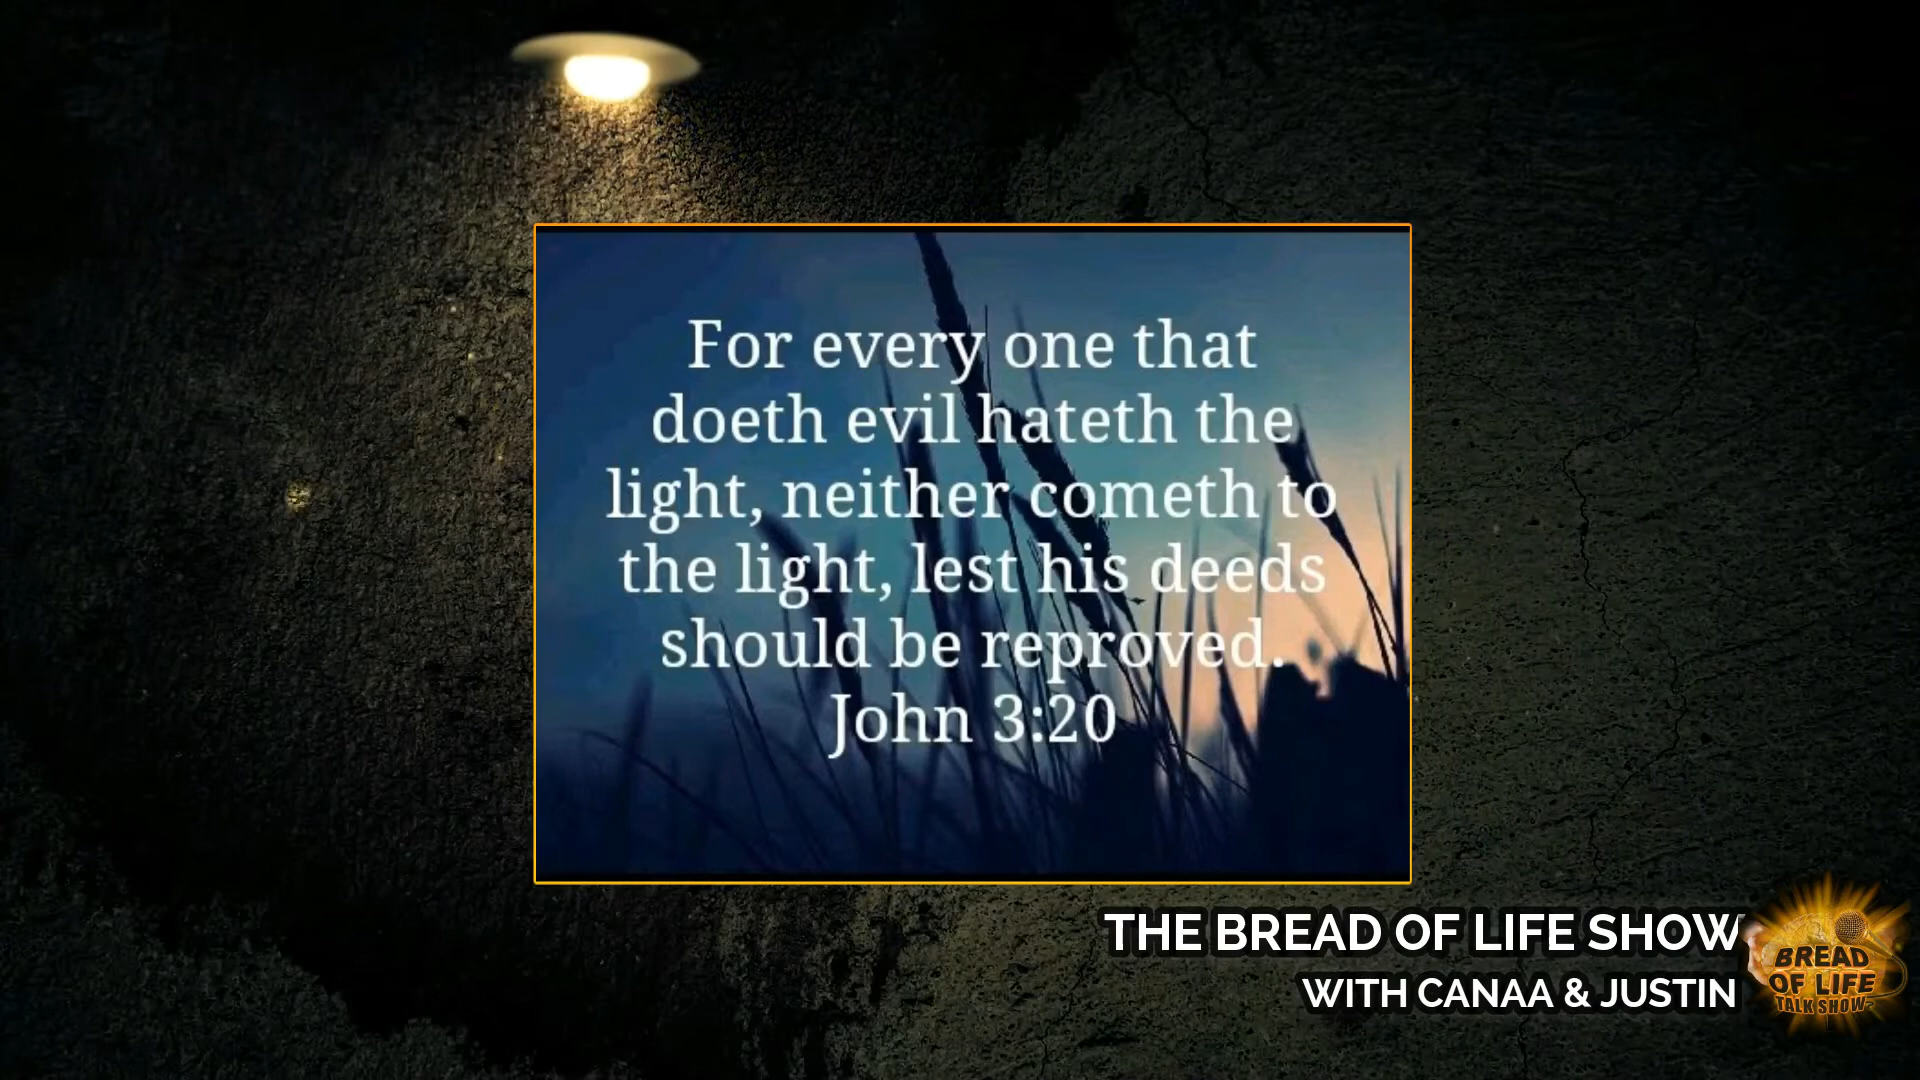 For every one that
doeth evil hateth the
light, neither cometh to
the light, lest his deeds
should be reproved.
John 3:20
THE BREAD OF LIFE SHOW
WITH CANAA & JUSTIN
BREAD
OF LIFE
TALK SHOW